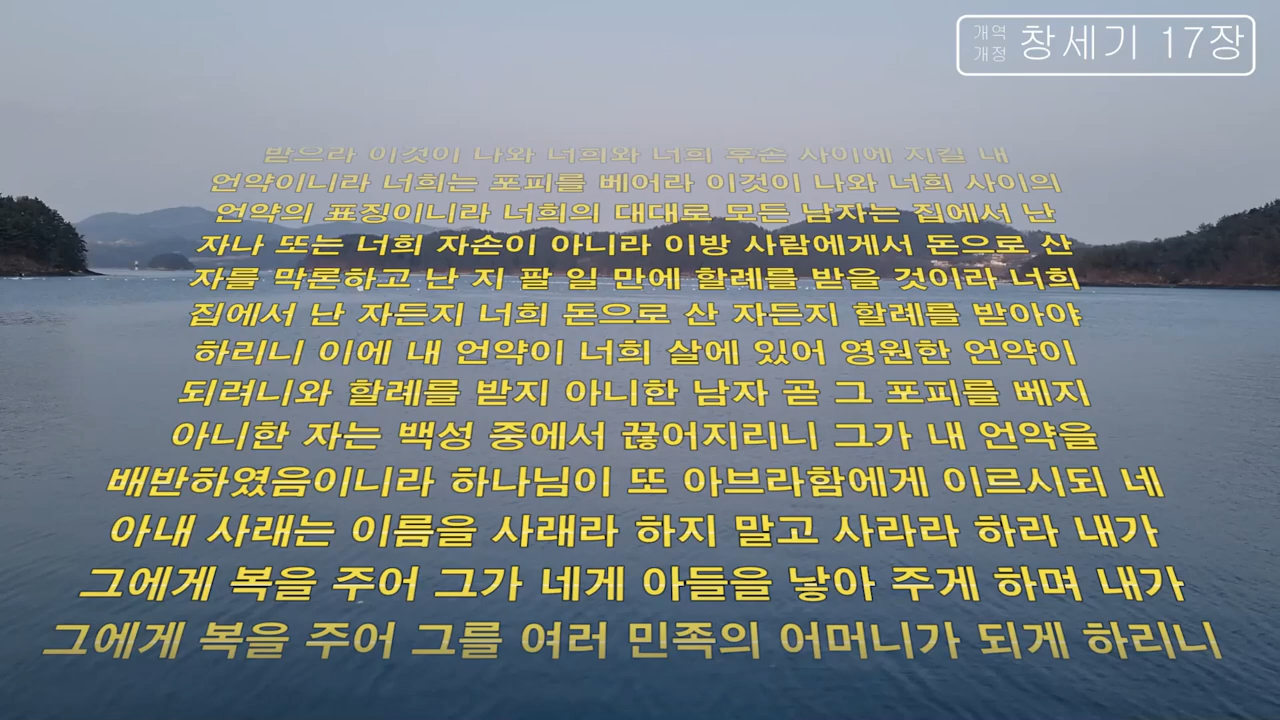 개역
개정
창세기 17장
받으라 이것이 나와 너희와 너희 후손 사이에 지킬 내
언약이니라 너희는 포피를 베어라 이것이 나와 너희 사이의
언약의 표징이니라 너희의 대대로 모든 남자는 집에서 난
자나 또는 너희 자손이 아니라 이방 사람에게서 돈으로 산
자를 막론하고 난 지 팔 일 만에 할례를 받을 것이라 너희
집에서 난 자든지 너희 돈으로 산 자든지 할례를 받아야
하리니 이에 내 언약이 너희 살에 있어 영원한 언약이
되려니와 할례를 받지 아니한 남자 곧 그 포피를 베지
아니한 자는 백성 중에서 끊어지리니 그가 내 언약을
배반하였음이니라 하나님이 또 아브라함에게 이르시되 네
아내 사래는 이름을 사래라 하지 말고 사라라 하라 내가
그에게 복을 주어 그가 네게 아들을 낳아 주게 하며 내가
그에게 복을 주어 그를 여러 민족의 어머니가 되게 하리니